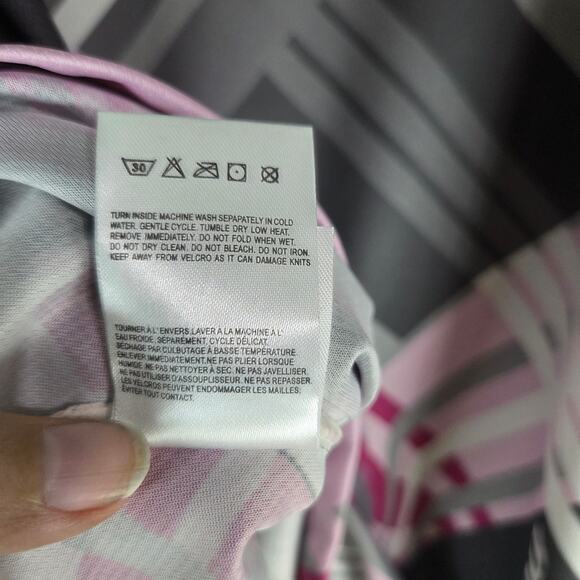 30
TURN INSIDE MACHINE WASH SEPARATELY IN COLD
WATER. GENTLE CYCLE. TUMBLE DRY LOW HEAT.
REMOVE IMMEDIATELY. DO NOT FOLD WHEN WET.
DO NOT DRY CLEAN. DO NOT BLEACH. DO NOT IRON.
KEEP AWAY FROM VELCRO AS IT CAN DAMAGE KNITS
TOURNER À L' ENVERS.LAVER À LA MACHINE À L'
EAU FROIDE, SÉPARÉMENT, CYCLE DÉLICAT.
SÉCHAGE PAR CULBUTAGE À BASSE TEMPÉRATURE
ENLEVER IMMÉDIATEMENT.NE PAS PLIER LORSQUE
HUMIDE. NE PAS NETTOYER À SEC. NE PAS JAVELLISER.
NE PAS UTILISER D'ASSOUPLISSEUR. NE PAS REPASSER.
LES VELCROS PEUVENT ENDOMMAGER LES MAILLES.
ÉVITER TOUT CONTACT.